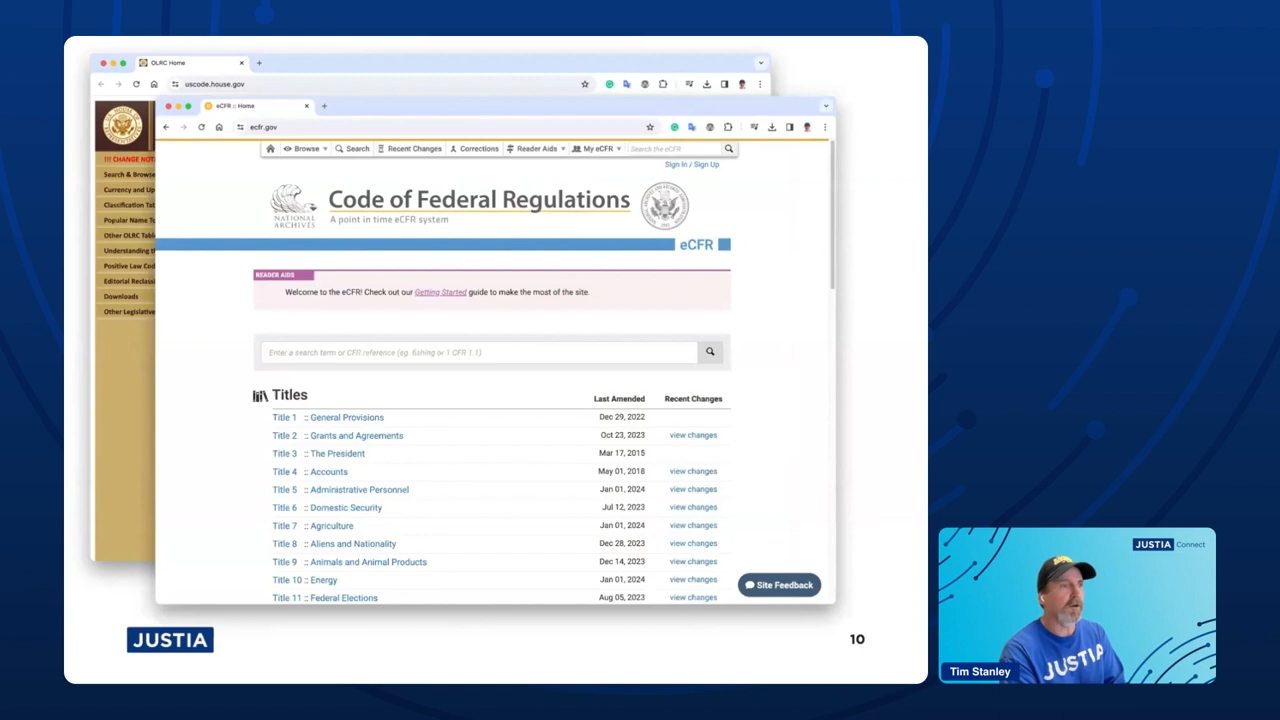 OLRC Home
uscode.house.gov
eCFR :: Home
ecfr.gov
!!! CHANGE NOT
Search & Browse
Currency and Up
Classification Tab
Popular Name To
Other OLRC Tabl
Understanding th
Positive Law Cod
Editorial Reclassi
Downloads
Other Legislative
Browse Search Recent Changes Corrections Reader Aids My eCFR Search the eCFR
Sign In / Sign Up
NATIONAL
ARCHIVES
Code of Federal Regulations
A point in time eCFR system
eCFR
READER AIDS
Welcome to the eCFR! Check out our Getting Started guide to make the most of the site.
Enter a search term or CFR reference (eg. fishing or 1 CFR 1.1)
Titles Last Amended Recent Changes
Title 1 :: General Provisions Dec 29, 2022
Title 2 :: Grants and Agreements Oct 23, 2023 view changes
Title 3 :: The President Mar 17, 2015
Title 4 :: Accounts May 01, 2018 view changes
Title 5 :: Administrative Personnel Jan 01, 2024 view changes
Title 6 :: Domestic Security Jul 12, 2023 view changes
Title 7 :: Agriculture Jan 01, 2024 view changes
Title 8 :: Aliens and Nationality Dec 28, 2023 view changes
Title 9 :: Animals and Animal Products Dec 14, 2023 view changes
Title 10 :: Energy Jan 01, 2024 view changes
Title 11 :: Federal Elections Aug 05, 2023 view changes
Site Feedback
JUSTIA
10
JUSTIA Connect
JUSTIA
Tim Stanley